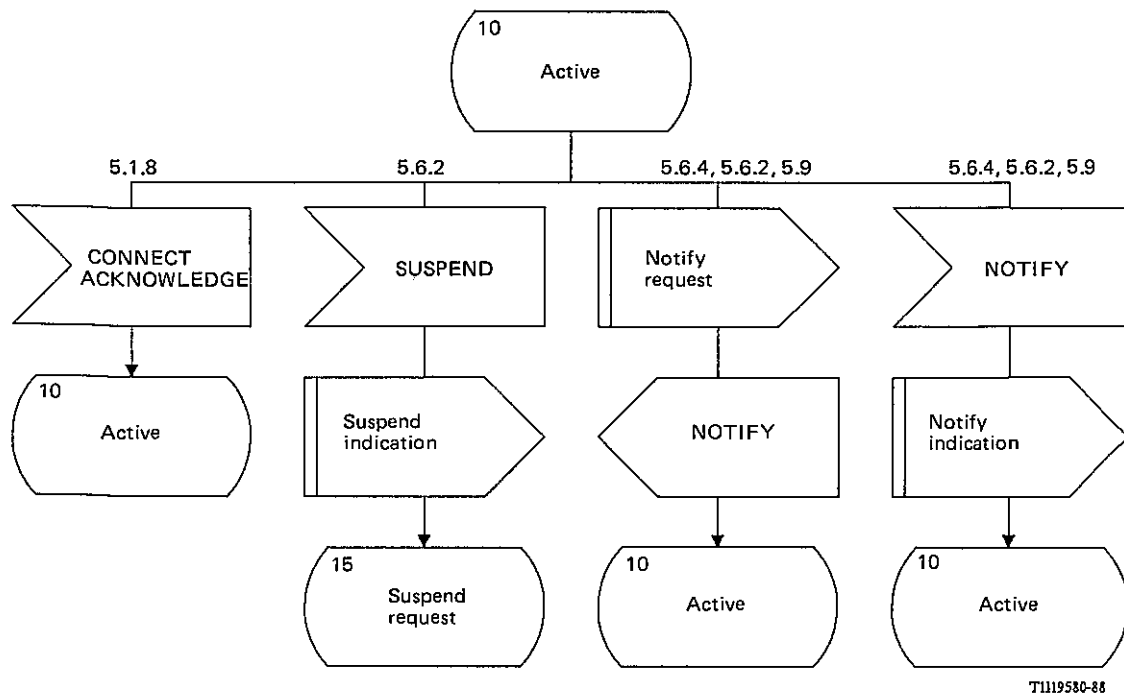 10
Active
5.1.8
5.6.2
5.6.4, 5.6.2, 5.9
5.6.4, 5.6.2, 5.9
CONNECT
ACKNOWLEDGE
SUSPEND
Notify
request
NOTIFY
10
Active
Suspend
indication
NOTIFY
Notify
indication
15
Suspend
request
10
Active
10
Active
T1119580-88